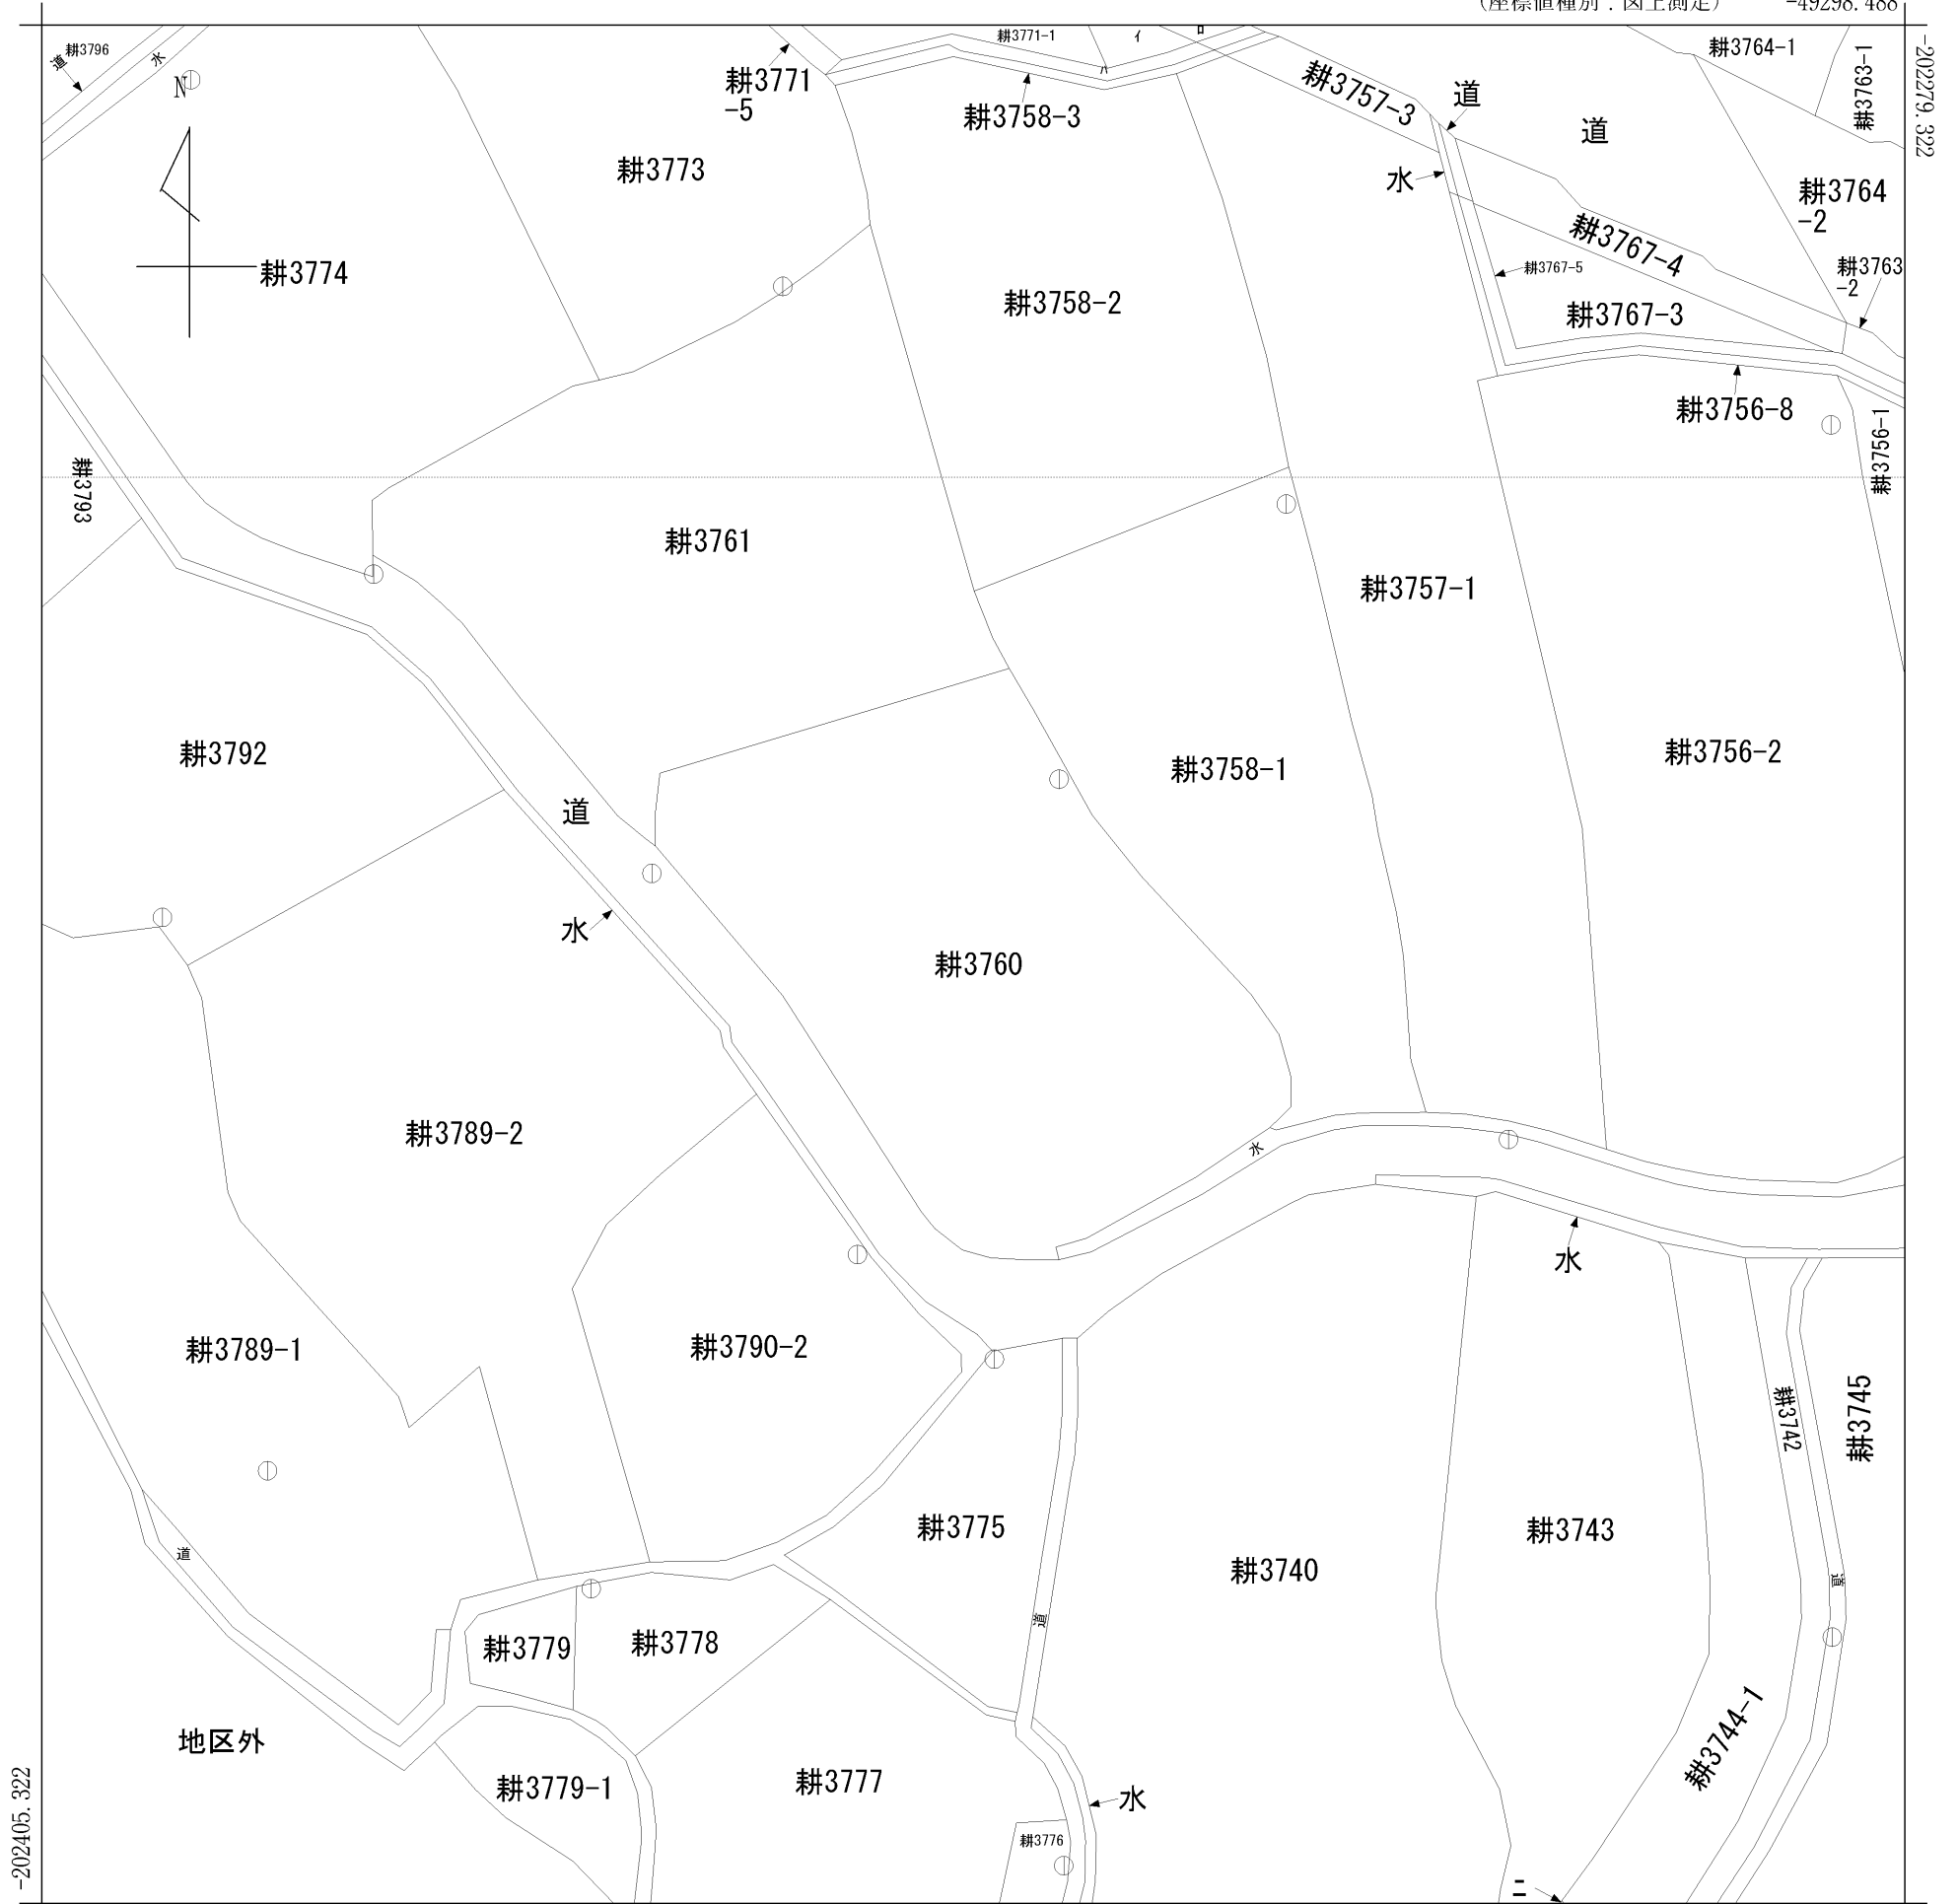 (座標値種別：図上測定) -49298.488
-202279.322
道
耕3796
水
N
耕3771
-5
耕3771-1
イ
ロ
ハ
耕3758-3
耕3757-3
道
道
水
耕3764-1
耕3763-1
耕3773
耕3764
-2
耕3774
耕3758-2
耕3767-4
耕3767-5
耕3763
-2
耕3767-3
耕3756-8
耕3756-1
耕3793
耕3761
耕3757-1
耕3792
道
耕3758-1
耕3756-2
水
耕3760
耕3789-2
水
水
耕3789-1
耕3790-2
耕3742
耕3745
耕3775
耕3743
道
耕3740
道
道
耕3779
耕3778
地区外
耕3744-1
耕3779-1
耕3777
水
耕3776
ニ
-202405.322